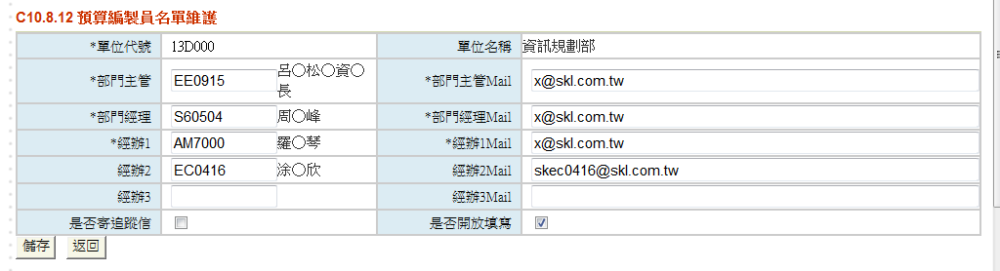 C10.8.12 預算編製員名單維護
*單位代號 13D000 單位名稱 資訊規劃部
*部門主管 EE0915 呂〇松〇資〇長 *部門主管Mail x@skl.com.tw
*部門經理 S60504 周〇峰 *部門經理Mail x@skl.com.tw
*經辦1 AM7000 羅〇琴 *經辦1Mail x@skl.com.tw
經辦2 EC0416 涂〇欣 經辦2Mail skec0416@skl.com.tw
經辦3 經辦3Mail
是否寄追蹤信 是否開放填寫
儲存 返回